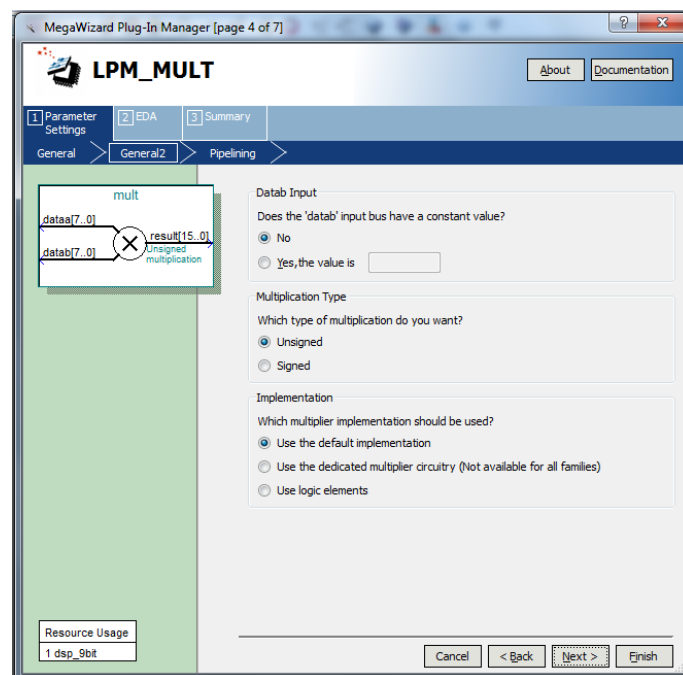 MegaWizard Plug-In Manager [page 4 of 7]
LPM_MULT
About
Documentation
1 Parameter Settings
2 EDA
3 Summary
General
General2
Pipelining
mult
dataa[7..0]
result[15..0]
datab[7..0]
Unsigned
multiplication
Datab Input
Does the 'datab' input bus have a constant value?
No
Yes,the value is
Multiplication Type
Which type of multiplication do you want?
Unsigned
Signed
Implementation
Which multiplier implementation should be used?
Use the default implementation
Use the dedicated multiplier circuitry (Not available for all families)
Use logic elements
Resource Usage
1 dsp_9bit
Cancel
< Back
Next >
Finish